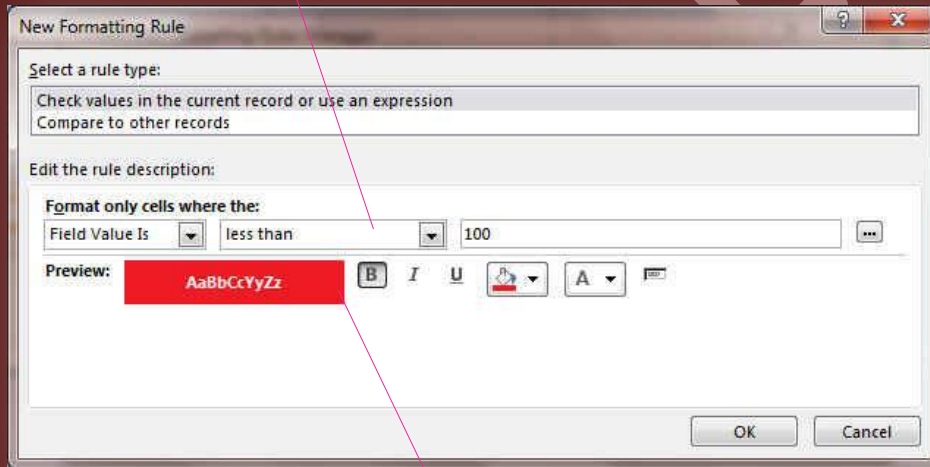 New Formatting Rule
Select a rule type:
Check values in the current record or use an expression
Compare to other records
Edit the rule description:
Format only cells where the:
Field Value Is less than 100
Preview: AaBbCcYyZz B I U A
OK Cancel